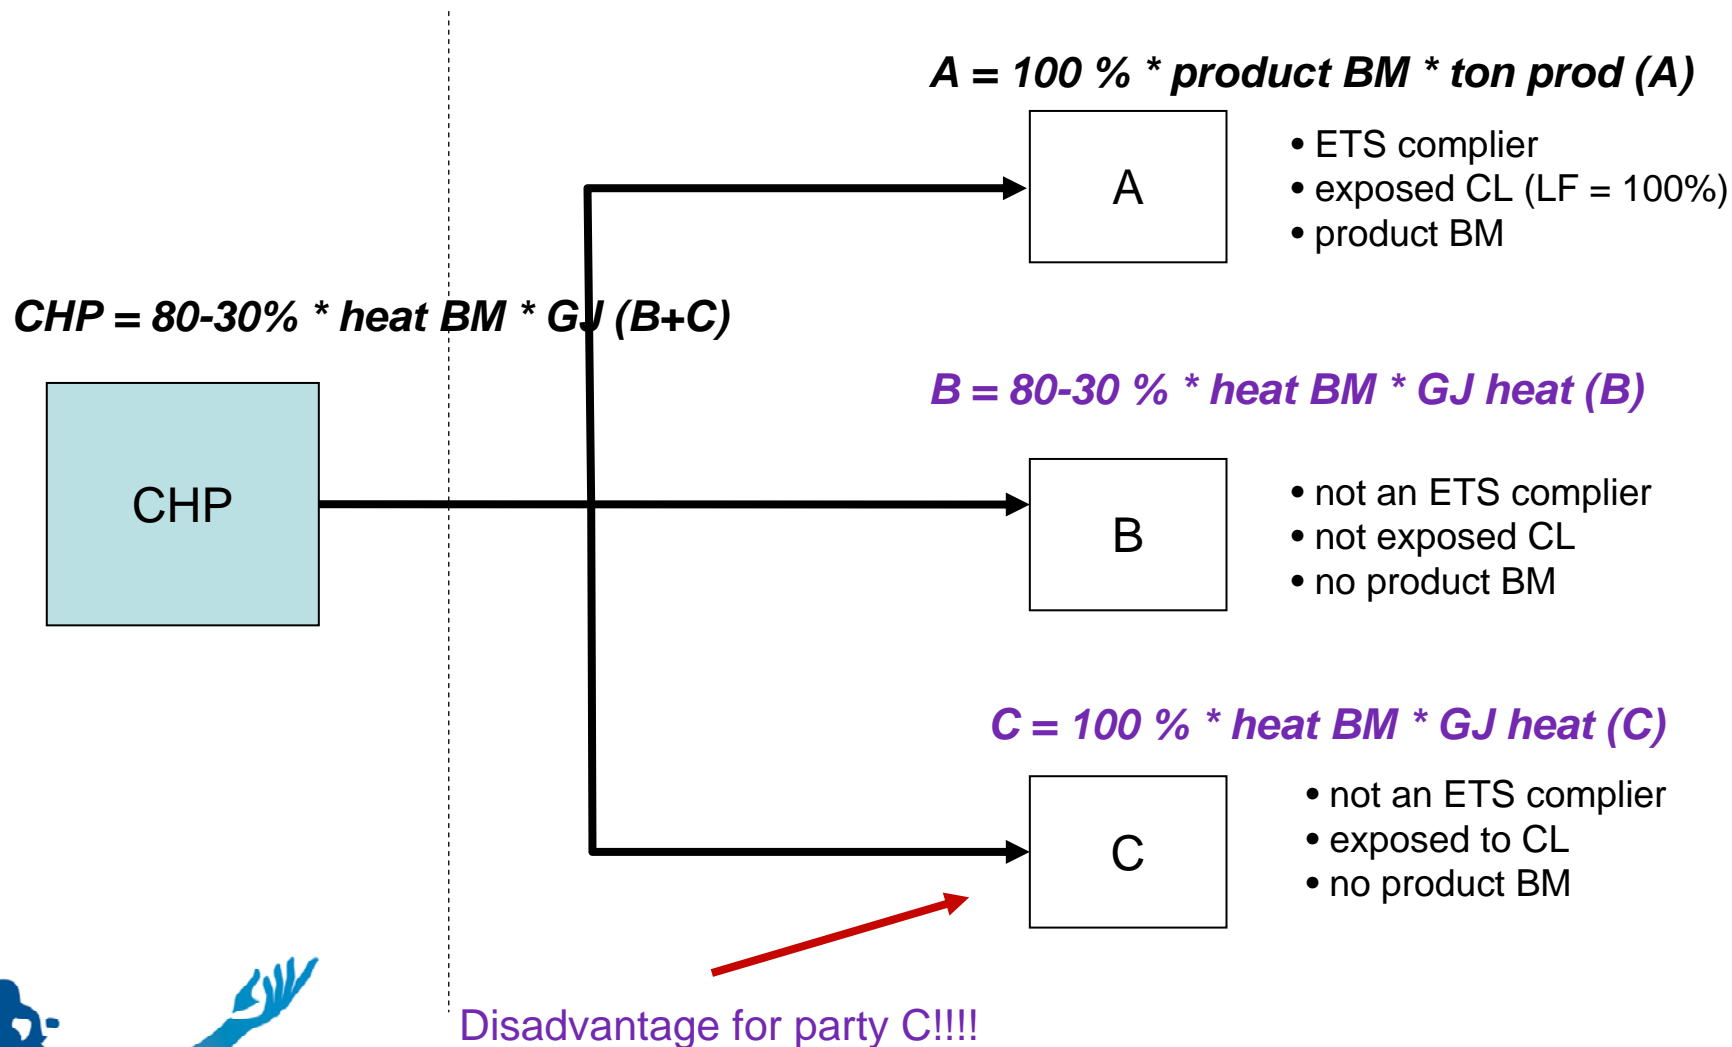 A = 100 % * product BM * ton prod (A)
A
• ETS complier
• exposed CL (LF = 100%)
• product BM
CHP = 80-30% * heat BM * GJ (B+C)
CHP
B = 80-30 % * heat BM * GJ heat (B)
B
• not an ETS complier
• not exposed CL
• no product BM
C = 100 % * heat BM * GJ heat (C)
C
• not an ETS complier
• exposed to CL
• no product BM
Disadvantage for party C!!!!